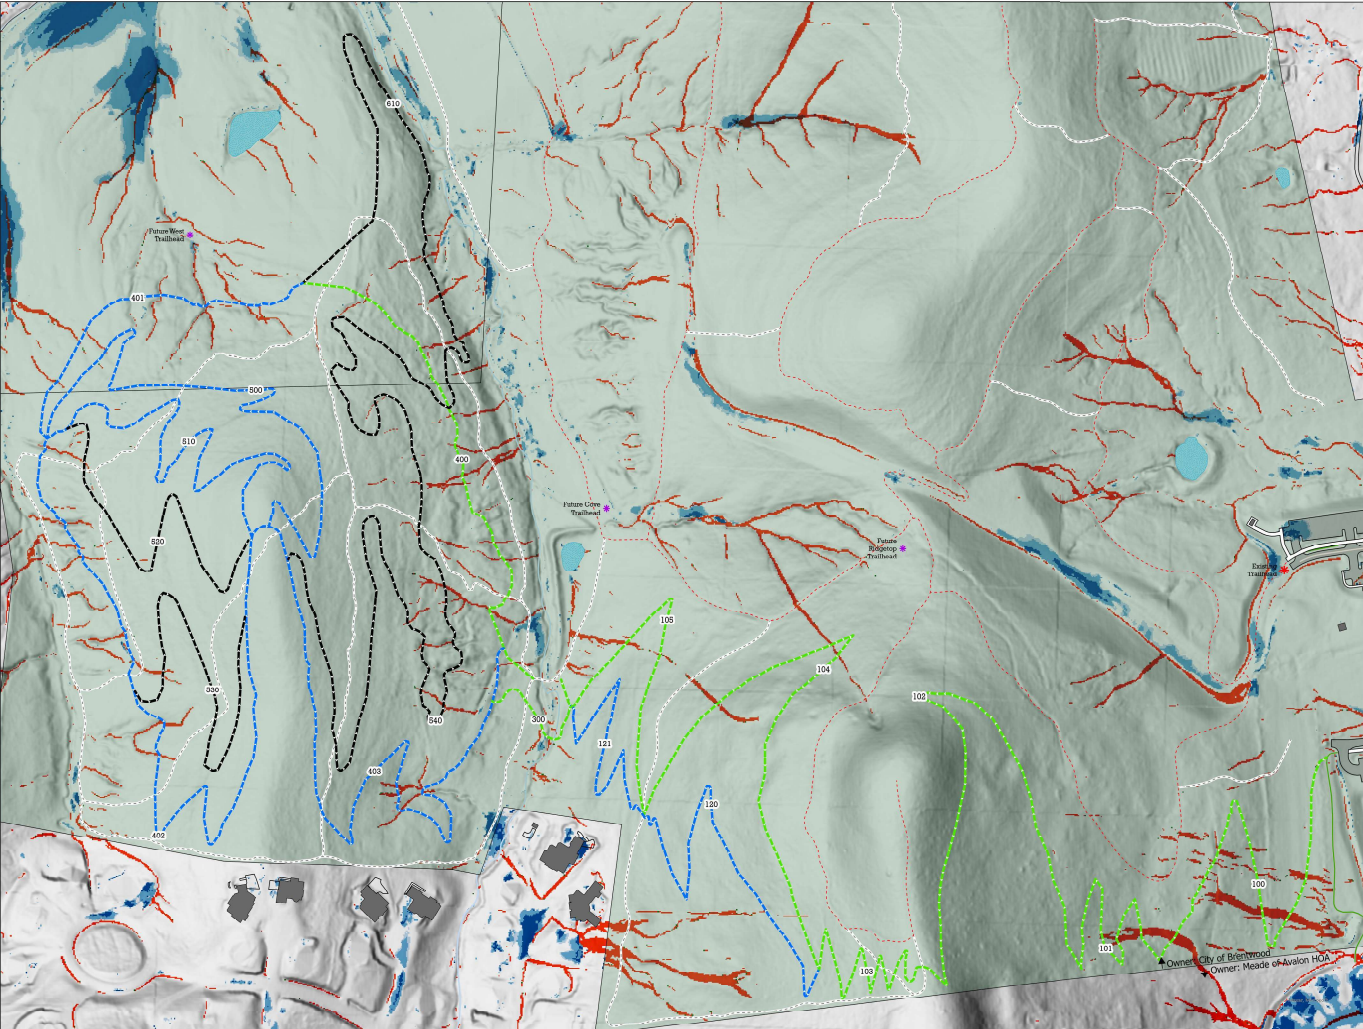 610
Future West
Trailhead
401
500
510
400
Future Cove
Trailhead
520
Future
Ridgetop
Trailhead
Existing
Trailhead
105
104
530
102
540
300
121
403
120
402
100
101
Owner: City of Brentwood
Owner: Meade of Avalon HOA
103